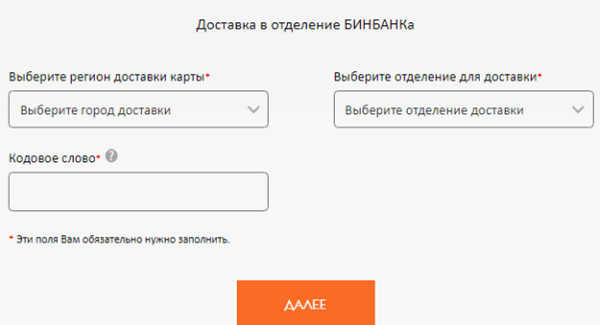 Доставка в отделение БИНБАНКа
Выберите регион доставки карты* Выберите отделение для доставки*
Выберите город доставки Выберите отделение доставки
Кодовое слово* ?
* Эти поля Вам обязательно нужно заполнить.
ДАЛЕЕ